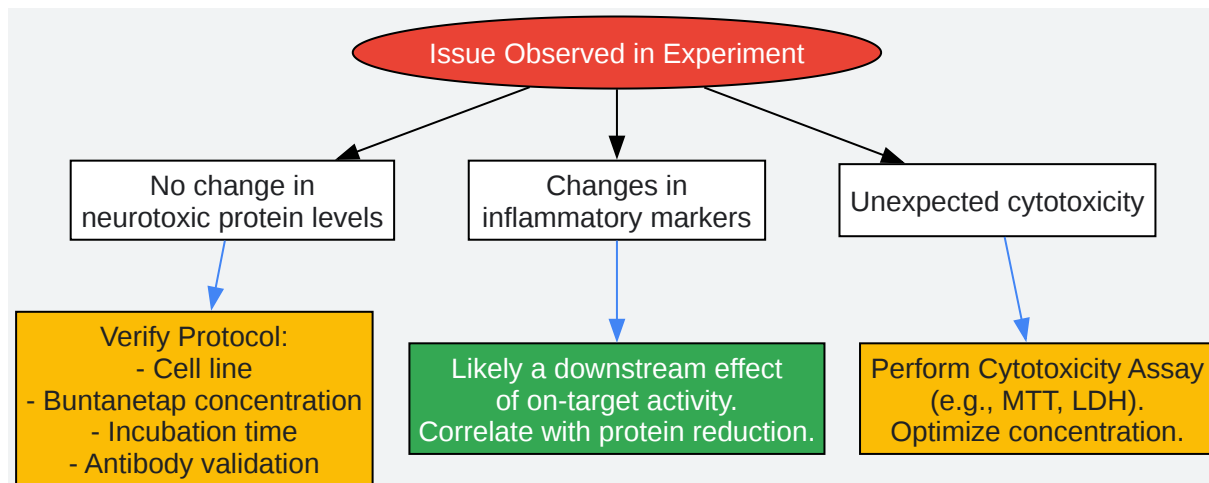 Issue Observed in Experiment
No change in
neurotoxic protein levels
Changes in
inflammatory markers
Unexpected cytotoxicity
Verify Protocol:
- Cell line
- Buntanetap concentration
- Incubation time
- Antibody validation
Likely a downstream effect
of on-target activity.
Correlate with protein reduction.
Perform Cytotoxicity Assay
(e.g., MTT, LDH).
Optimize concentration.